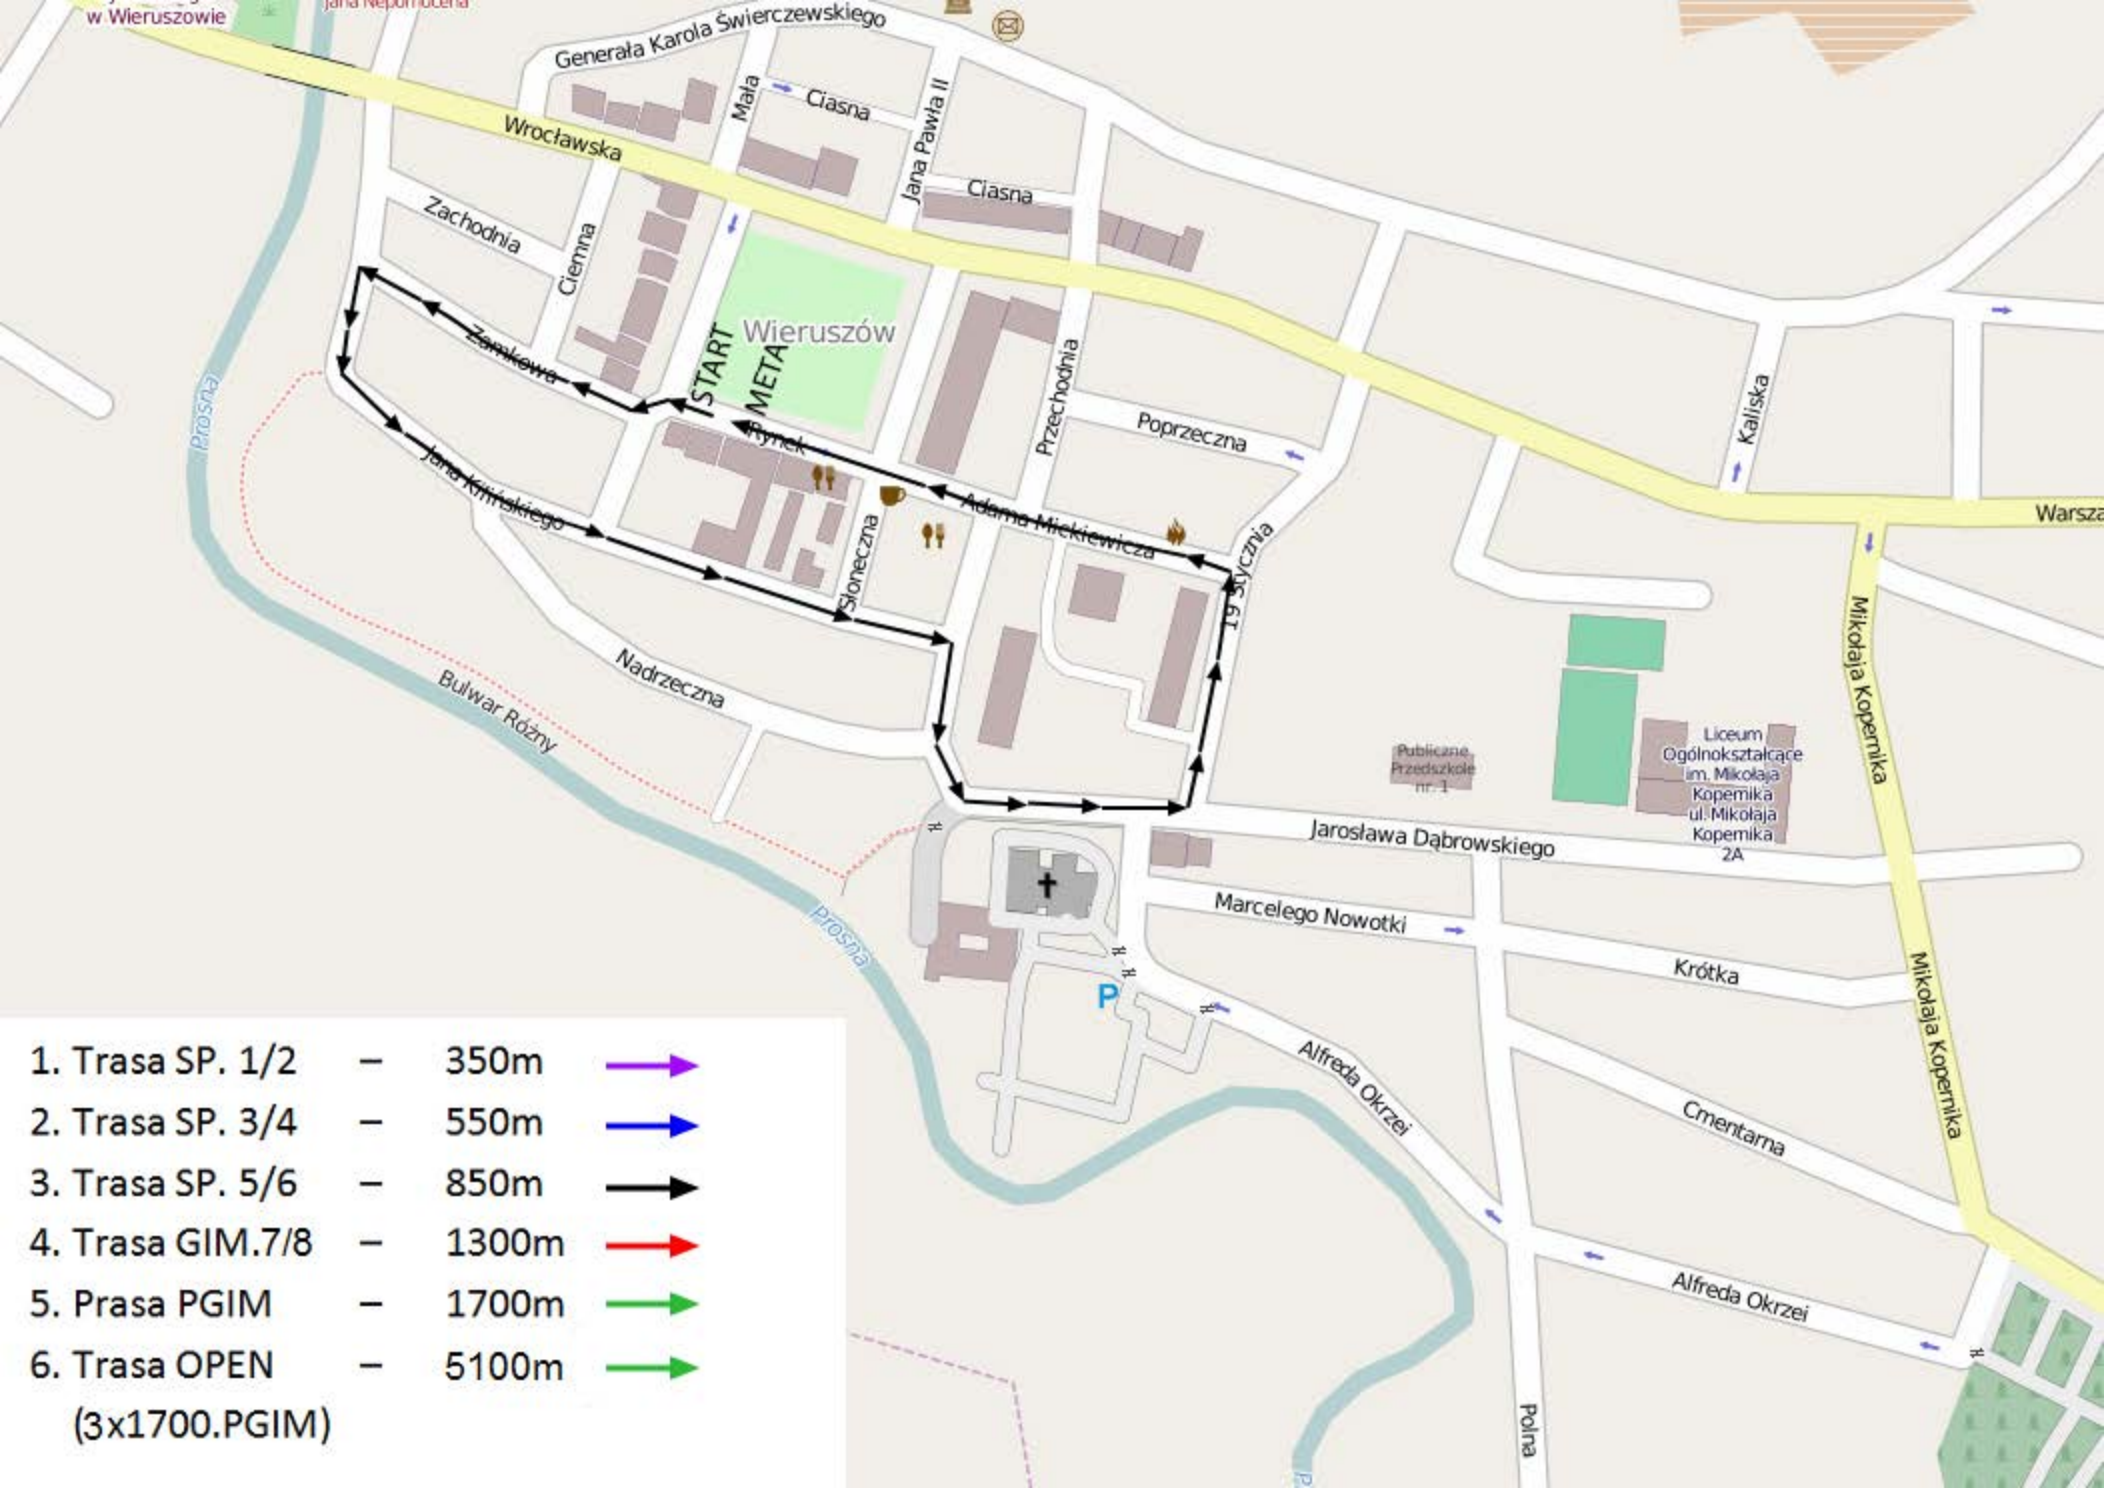 w Wieruszowie
Jana Nepomucena
Generała Karola Świerczewskiego
Mała
Ciasna
Jana Pawła II
Wrocławska
Ciasna
Zachodnia
Ciemna
Wieruszów
START
META
Zamkowa
Przechodnia
Poprzeczna
Kaliska
Prosna
Rynek
Jana Kilińskiego
Adama Mickiewicza
Słoneczna
19 Stycznia
Warsza
Mikołaja Kopernika
Nadrzeczna
Bulwar Różny
Publiczne
Przedszkole
nr. 1
Liceum
Ogólnokształcące
im. Mikołaja
Kopernika
ul. Mikołaja
Kopernika
2A
Jarosława Dąbrowskiego
Marcelego Nowotki
Krótka
Mikołaja Kopernika
Prosna
P
Alfreda Okrzei
Cmentarna
Alfreda Okrzei
Polna
P
1. Trasa SP. 1/2 – 350m
2. Trasa SP. 3/4 – 550m
3. Trasa SP. 5/6 – 850m
4. Trasa GIM.7/8 – 1300m
5. Prasa PGIM – 1700m
6. Trasa OPEN – 5100m
(3x1700.PGIM)